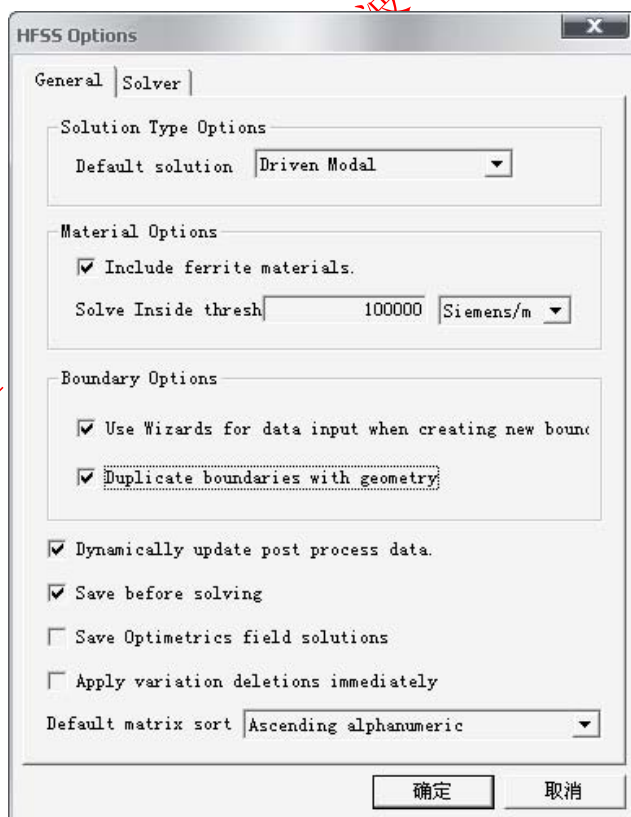 HFSS Options
General Solver
Solution Type Options
Default solution Driven Modal
Material Options
Include ferrite materials.
Solve Inside thresh 100000 Siemens/m
Boundary Options
Use Wizards for data input when creating new
Duplicate boundaries with geometry
Dynamically update post process data.
Save before solving
Save Optimetrics field solutions
Apply variation deletions immediately
Default matrix sort Ascending alphanumeric
确定 取消